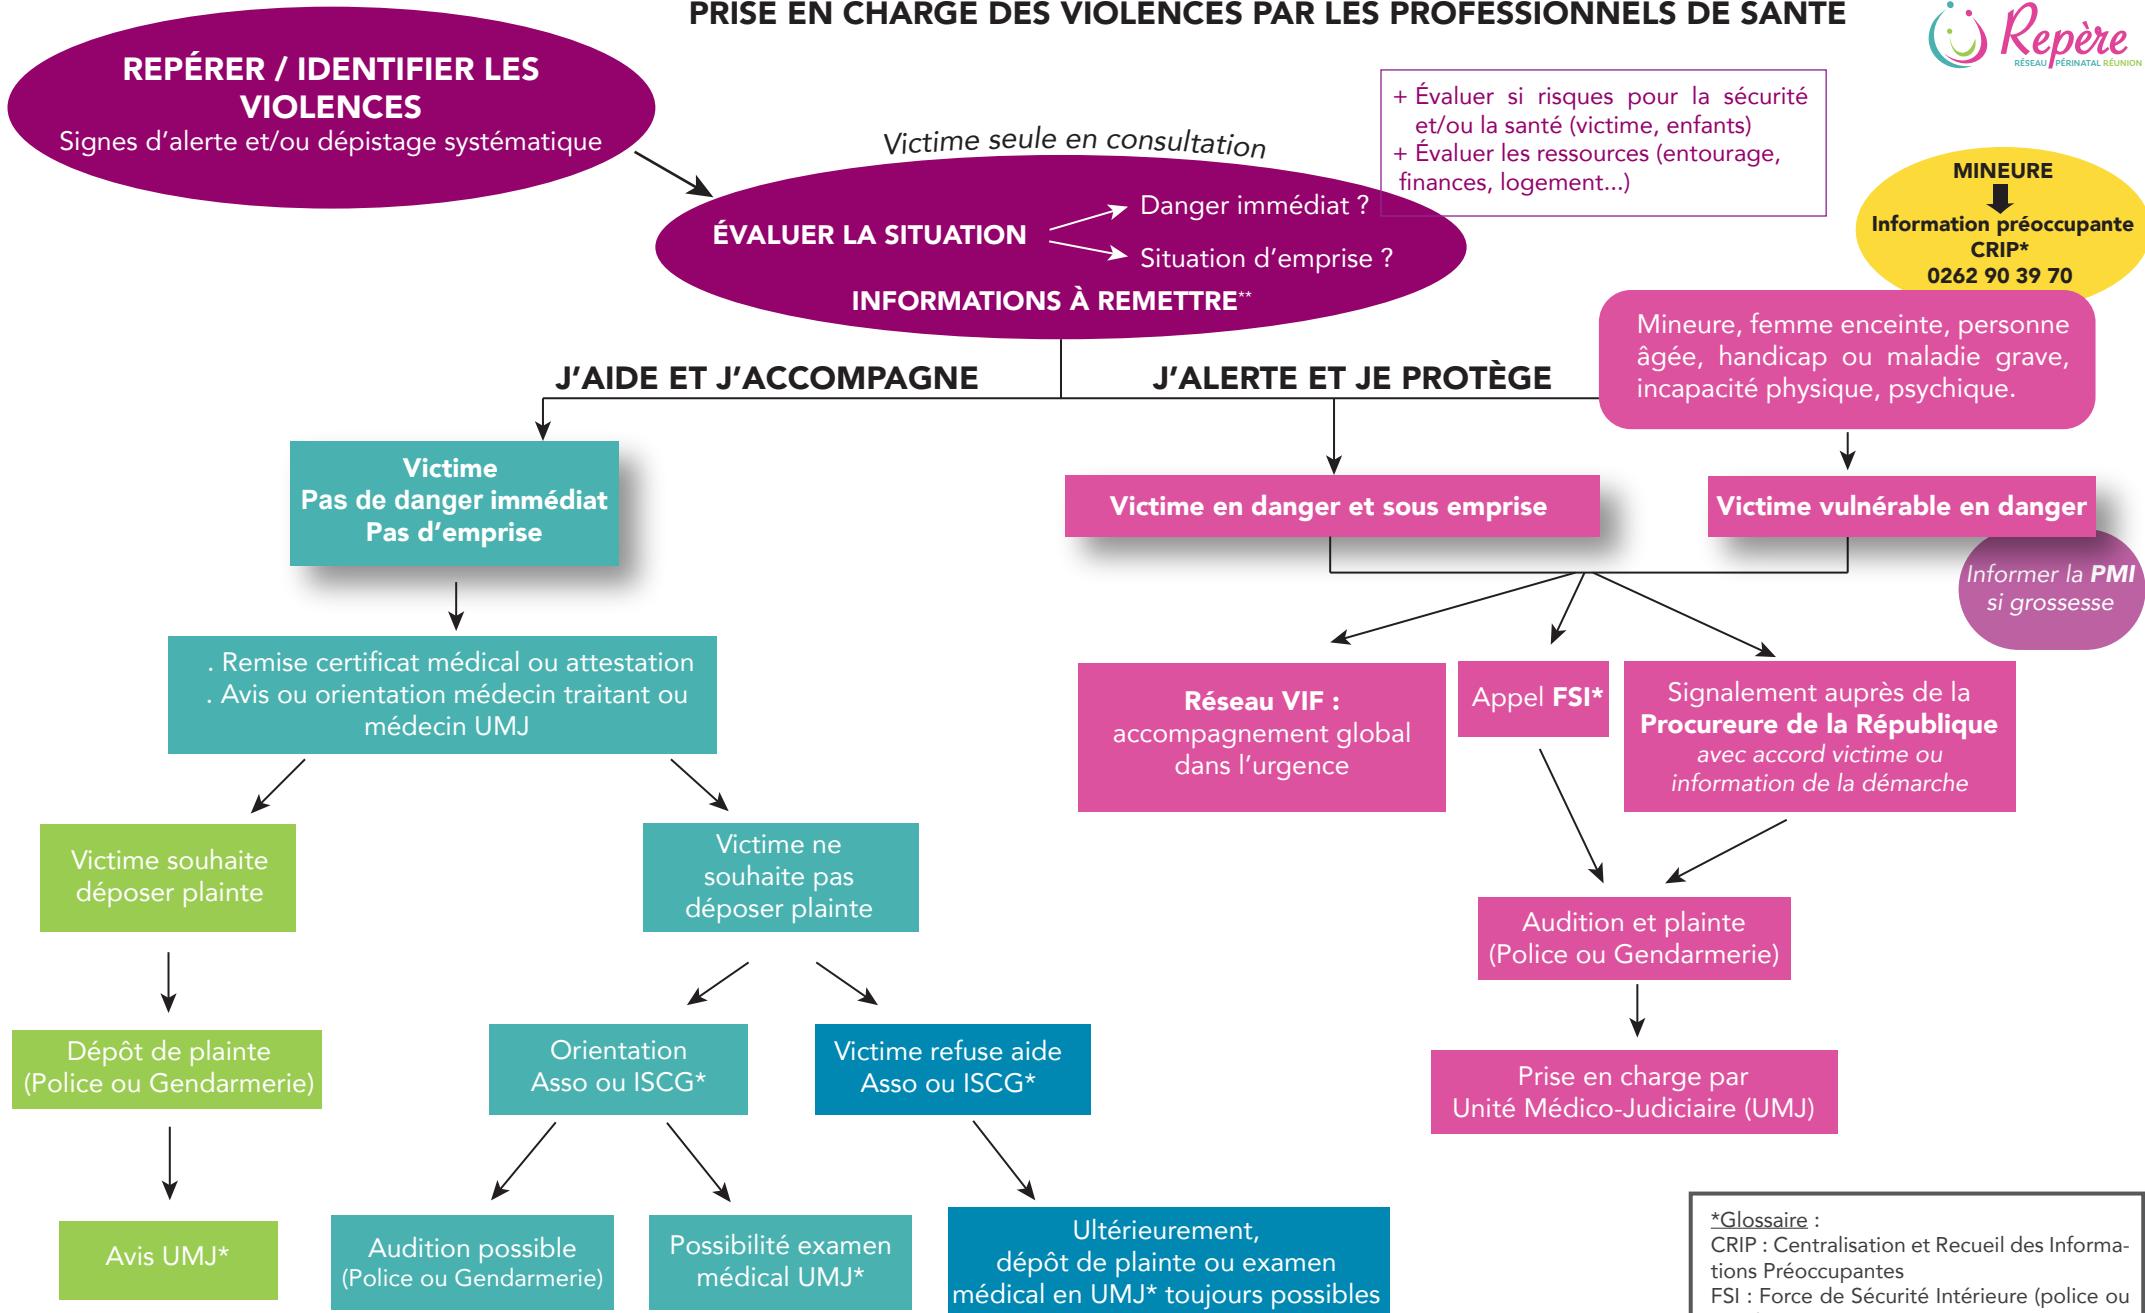 PRISE EN CHARGE DES VIOLENCES PAR LES PROFESSIONNELS DE SANTÉ
Repère
RÉSEAU PÉRINATAL RÉUNION
REPÉRER / IDENTIFIER LES
VIOLENCES
Signes d'alerte et/ou dépistage systématique
Victime seule en consultation
+ Évaluer si risques pour la sécurité
et/ou la santé (victime, enfants)
+ Évaluer les ressources (entourage,
finances, logement...)
ÉVALUER LA SITUATION
Danger immédiat ?
Situation d'emprise ?
INFORMATIONS À REMETTRE**
MINEURE
Information préoccupante
CRIP*
0262 90 39 70
Mineure, femme enceinte, personne
âgée, handicap ou maladie grave,
incapacité physique, psychique.
J'AIDE ET J'ACCOMPAGNE
J'ALERTE ET JE PROTÈGE
Victime
Pas de danger immédiat
Pas d'emprise
Victime en danger et sous emprise
Victime vulnérable en danger
Informer la PMI
si grossesse
. Remise certificat médical ou attestation
. Avis ou orientation médecin traitant ou
médecin UMJ
Réseau VIF :
accompagnement global
dans l'urgence
Appel FSI*
Signalement auprès de la
Procureure de la République
avec accord victime ou
information de la démarche
Victime souhaite
déposer plainte
Victime ne
souhaite pas
déposer plainte
Audition et plainte
(Police ou Gendarmerie)
Dépôt de plainte
(Police ou Gendarmerie)
Orientation
Asso ou ISCG*
Victime refuse aide
Asso ou ISCG*
Prise en charge par
Unité Médico-Judiciaire (UMJ)
Avis UMJ*
Audition possible
(Police ou Gendarmerie)
Possibilité examen
médical UMJ*
Ultérieurement,
dépôt de plainte ou examen
médical en UMJ* toujours possibles
*Glossaire :
CRIP : Centralisation et Recueil des Informa-
tions Préoccupantes
FSI : Force de Sécurité Intérieure (police ou